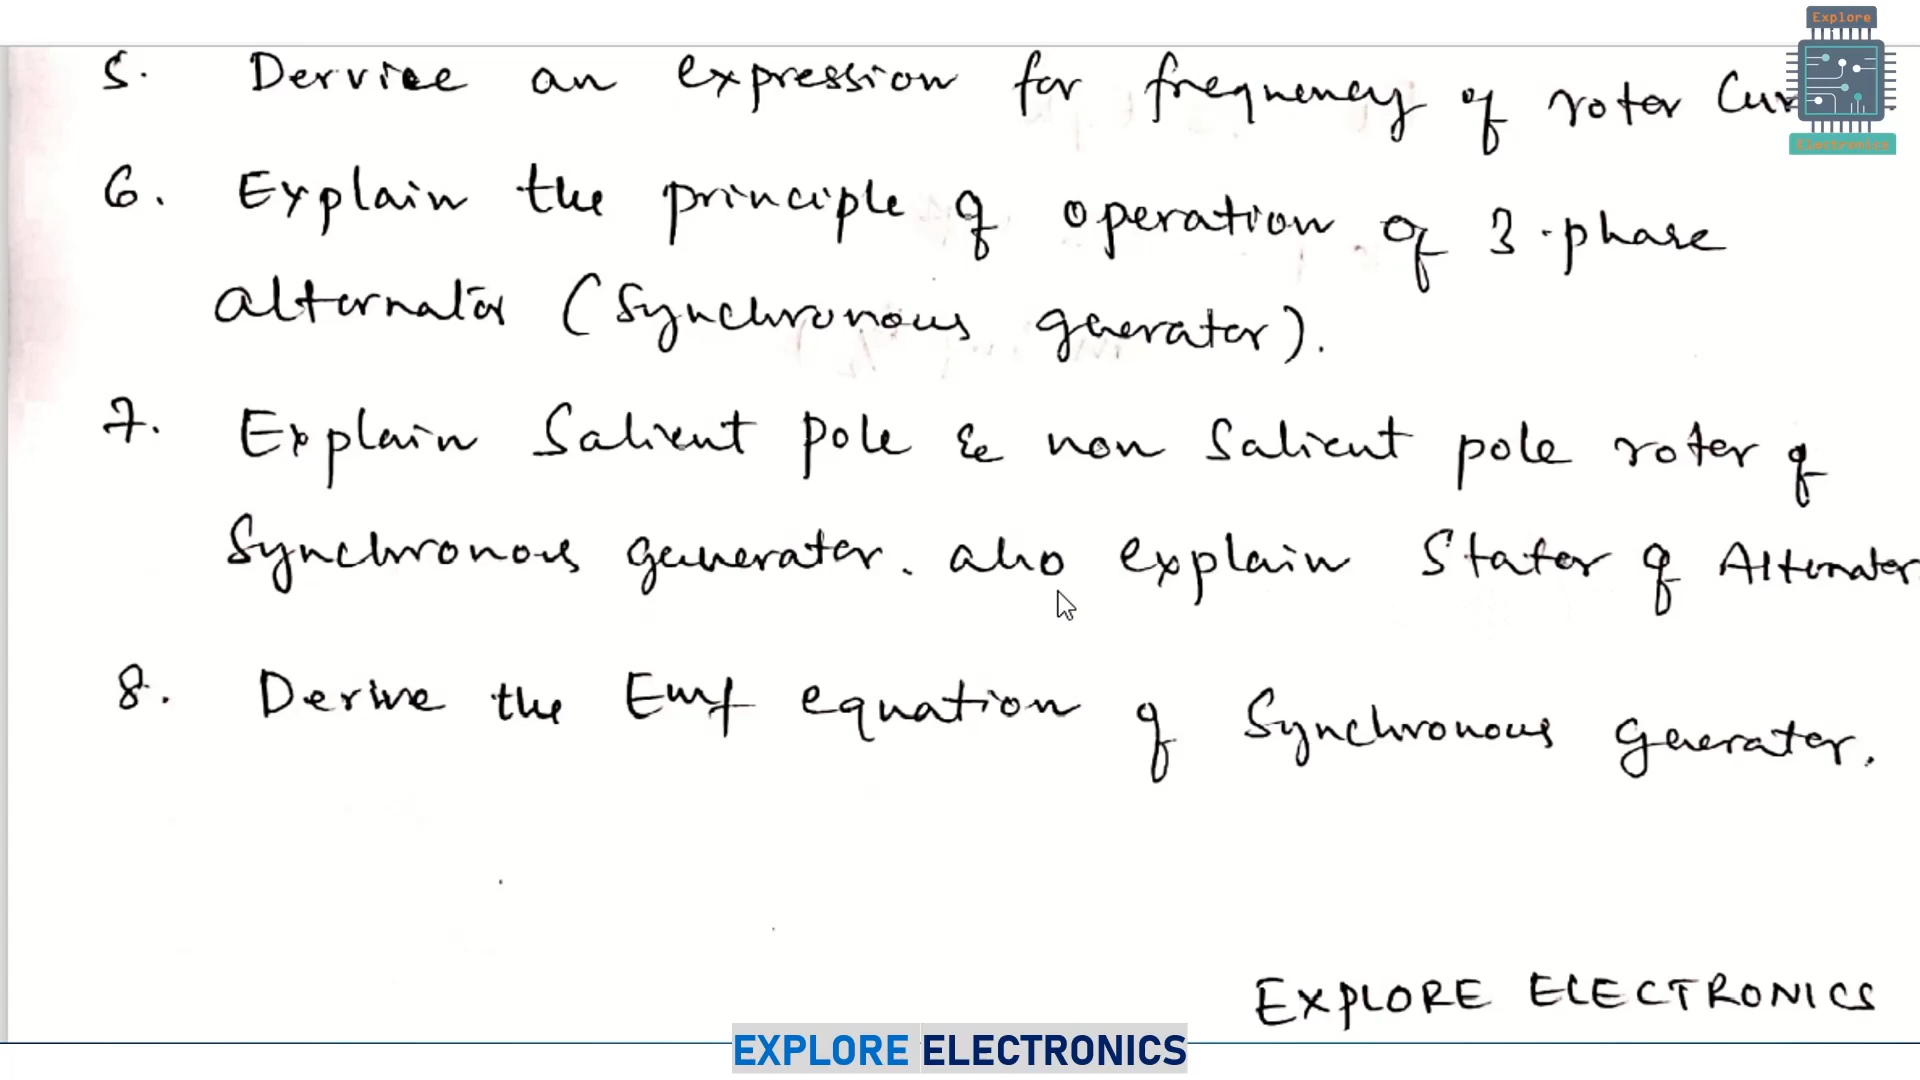 Explore
Electronics
5. Dervice an expression for frequency of rotor Cur
6. Explain the principle of operation of 3-phase
alternator (Synchronous generator).
7. Explain Salient pole & non Salient pole rotor of
Synchronous generator. also explain Stator of Alternator
8. Derive the Emf equation of Synchronous generator.
EXPLORE ELECTRONICS
EXPLORE ELECTRONICS